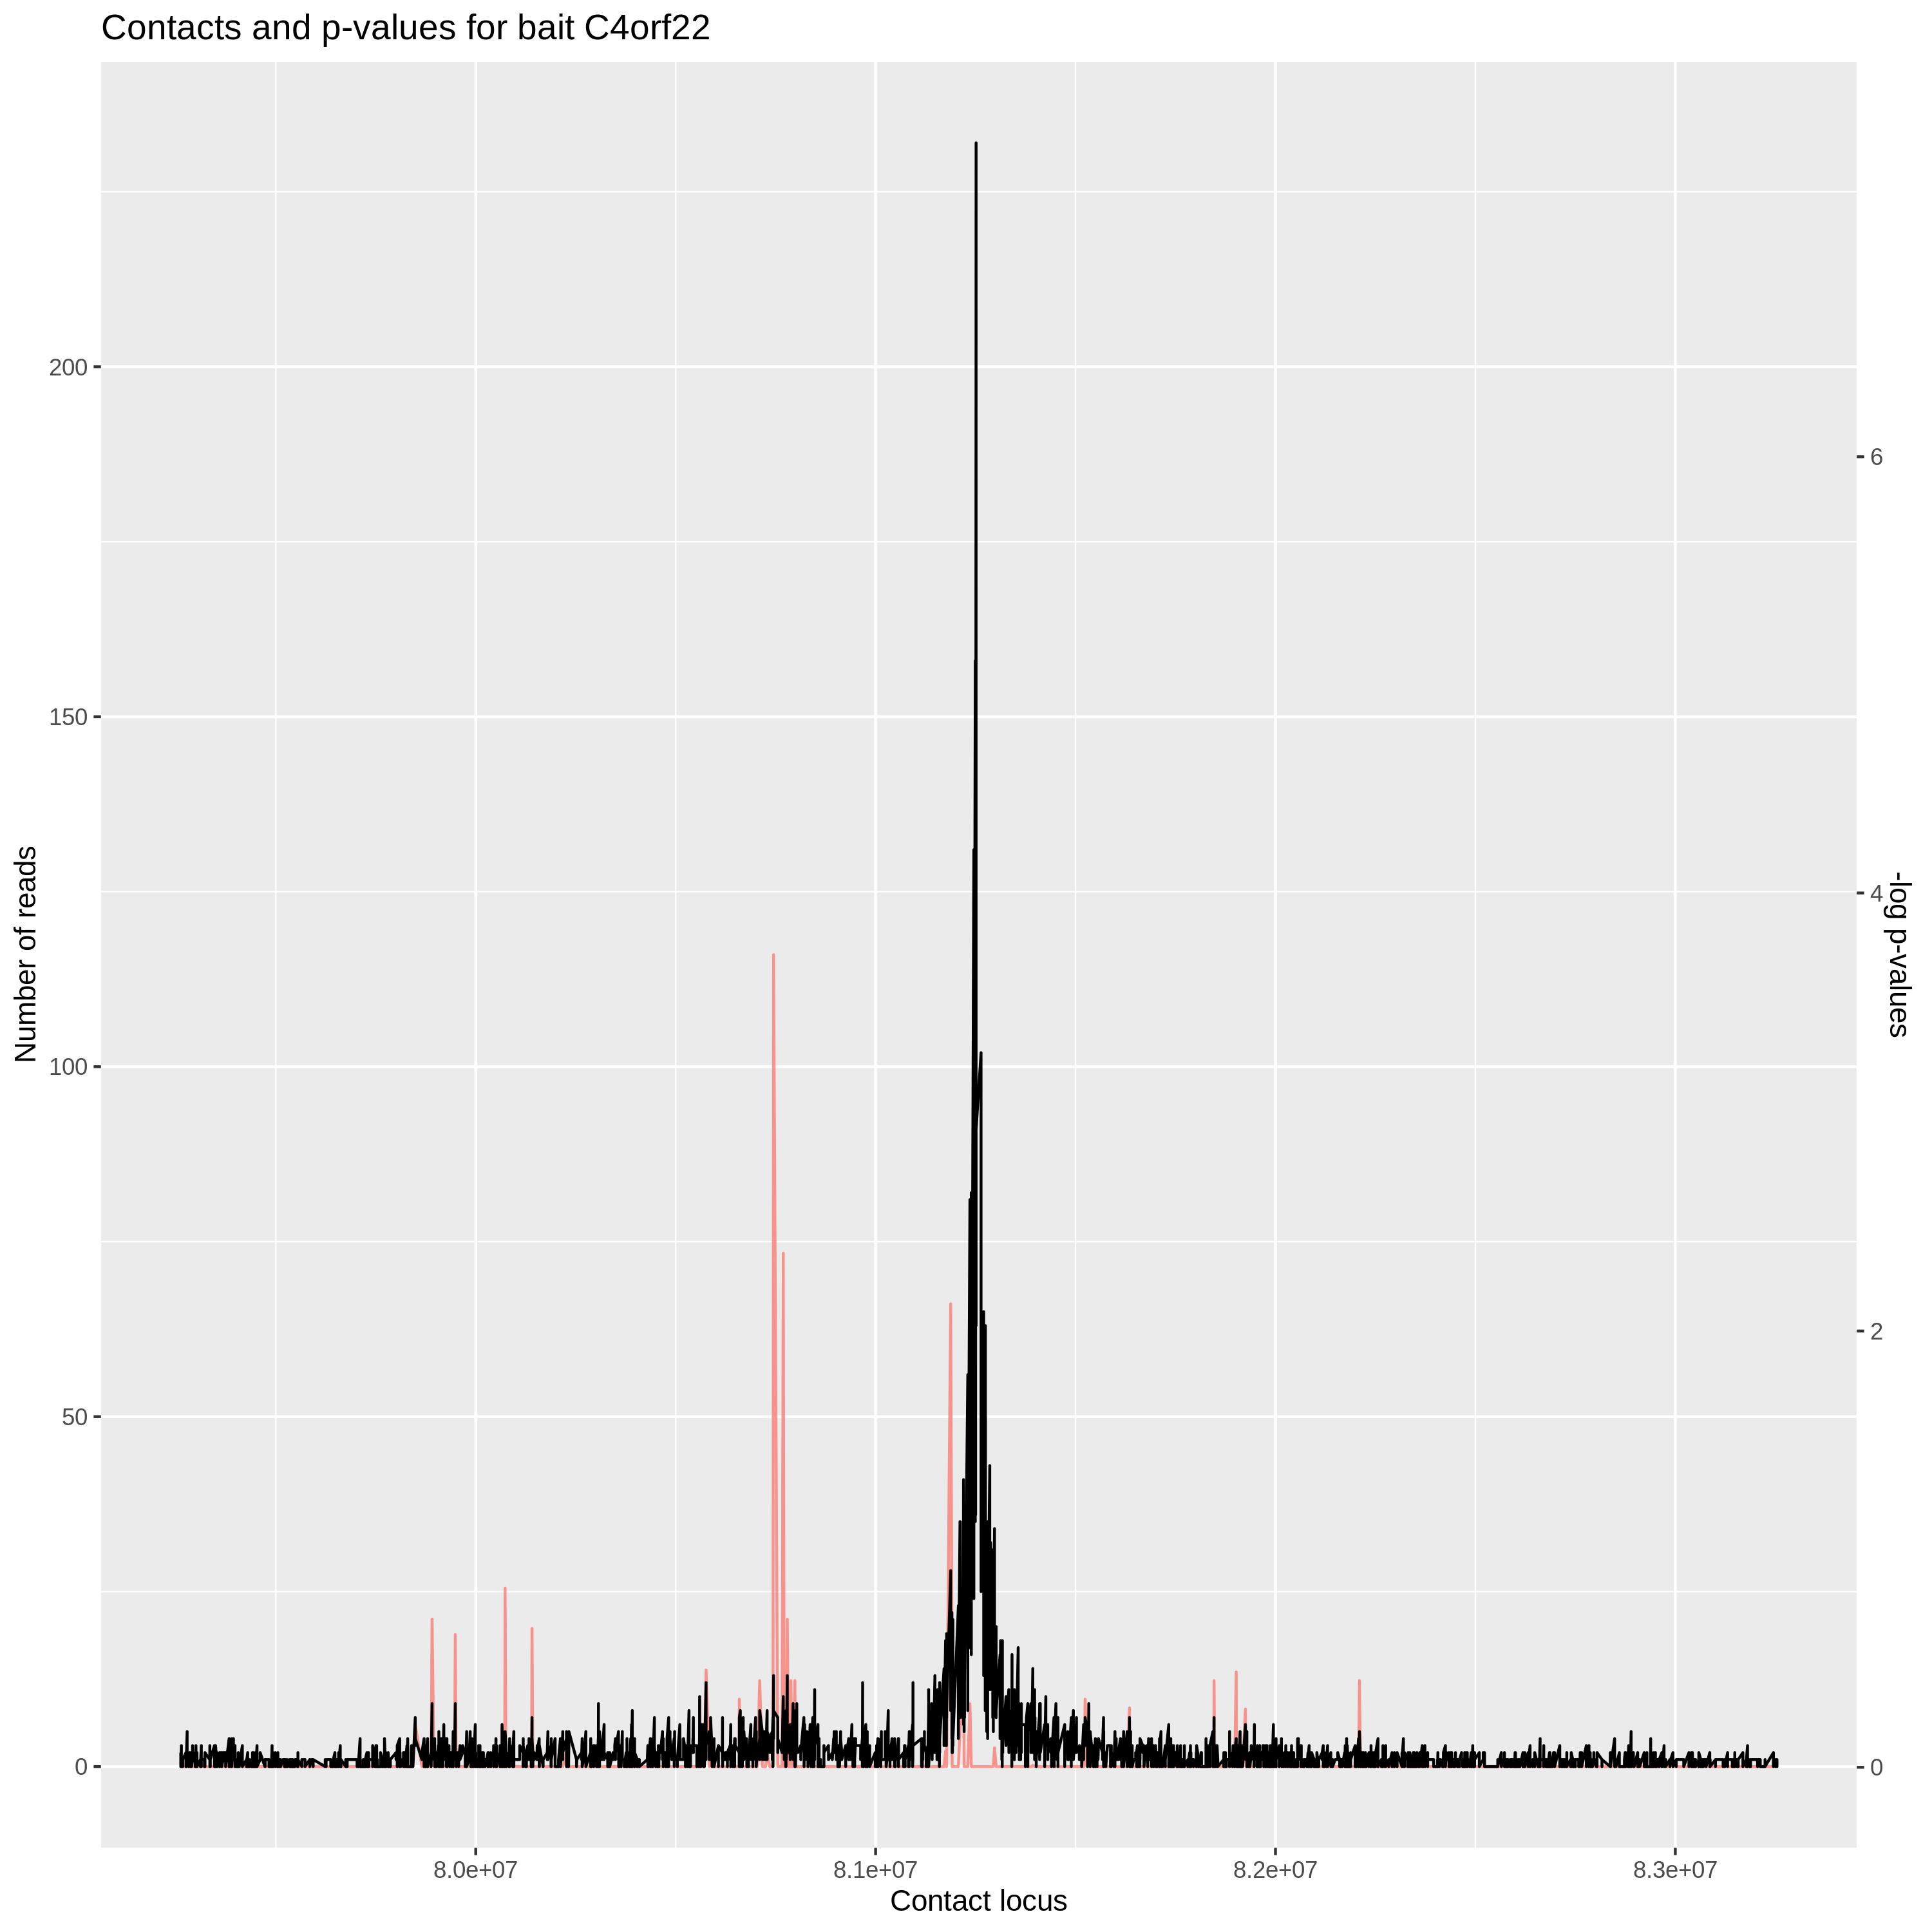 Contacts and p-values for bait C4orf22
Number of reads
200
150
100
50
0
6
4
2
0
-log p-values
8.0e+07
8.1e+07
8.2e+07
8.3e+07
Contact locus